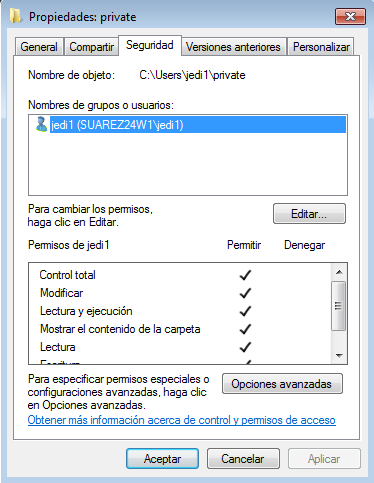 Propiedades: private
General Compartir Seguridad Versiones anteriores Personalizar
Nombre de objeto: C:\Users\jedi1\private
Nombres de grupos o usuarios:
jedi1 (SUAREZ24W1\jedi1)
Para cambiar los permisos,
haga clic en Editar.
Editar...
Permisos de jedi1 Permitir Denegar
Control total
Modificar
Lectura y ejecución
Mostrar el contenido de la carpeta
Lectura
Escritura
Para especificar permisos especiales o
configuraciones avanzadas, haga clic
en Opciones avanzadas.
Opciones avanzadas
Obtener más información acerca de control y permisos de acceso
Aceptar Cancelar Aplicar